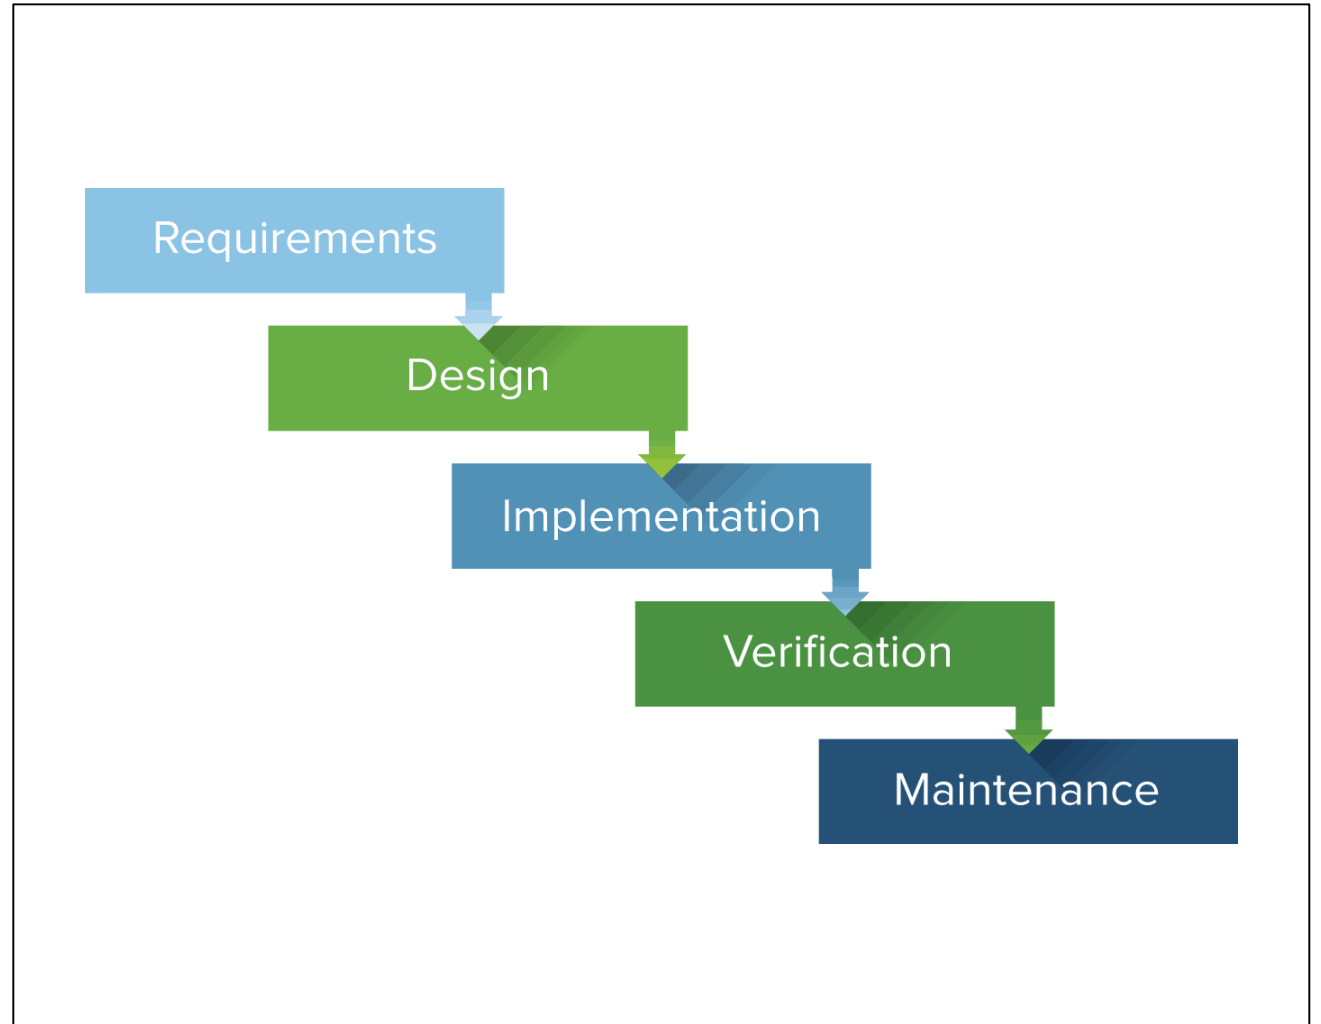 Requirements
Design
Implementation
Verification
Maintenance